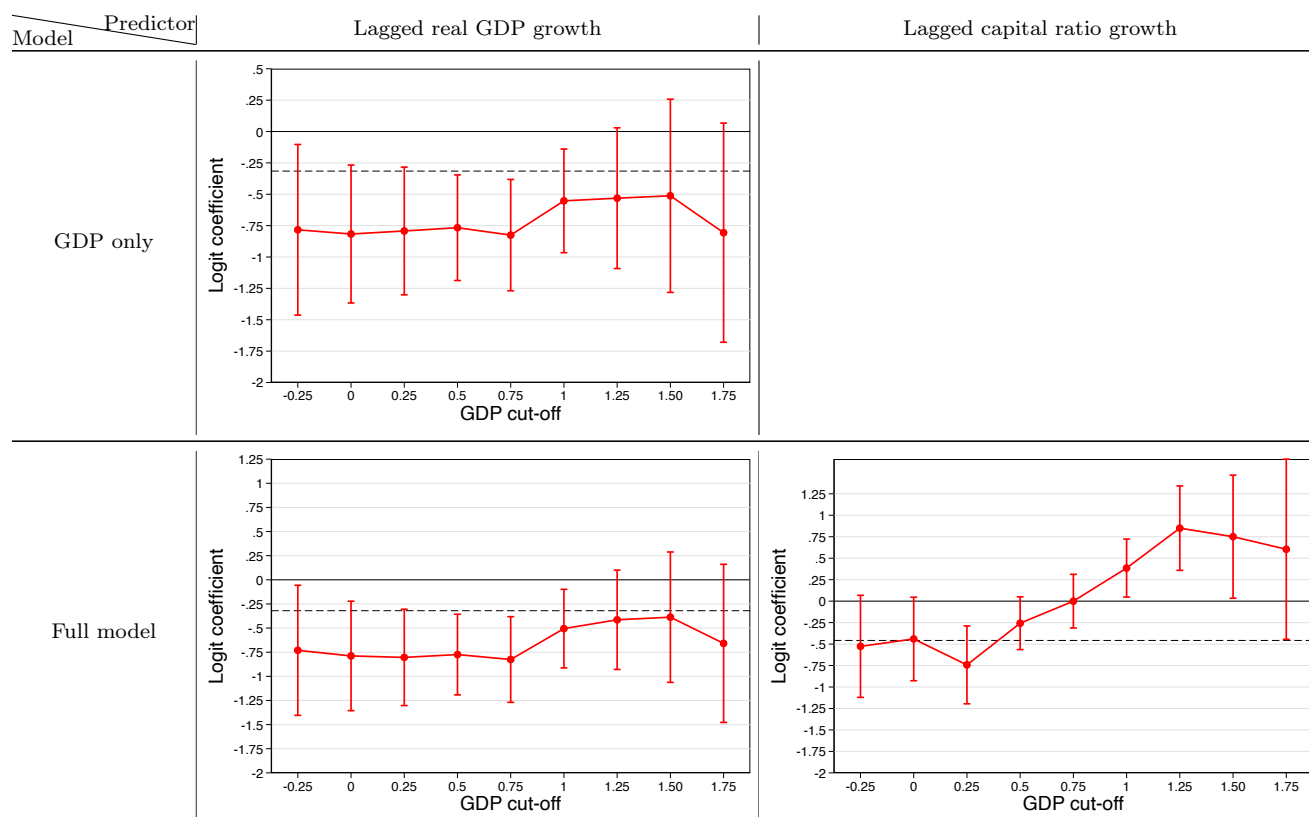 Predictor
Model
Lagged real GDP growth
Lagged capital ratio growth
GDP only
Logit coefficient
.5
.25
0
-.25
-.5
-.75
-1
-1.25
-1.5
-1.75
-2
-0.25 0 0.25 0.5 0.75 1 1.25 1.50 1.75
GDP cut-off
Full model
Logit coefficient
1.25
1
.75
.5
.25
0
-.25
-.5
-.75
-1
-1.25
-1.5
-1.75
-2
-0.25 0 0.25 0.5 0.75 1 1.25 1.50 1.75
GDP cut-off
Logit coefficient
1.25
1
.75
.5
.25
0
-.25
-.5
-.75
-1
-1.25
-1.5
-1.75
-2
-0.25 0 0.25 0.5 0.75 1 1.25 1.50 1.75
GDP cut-off